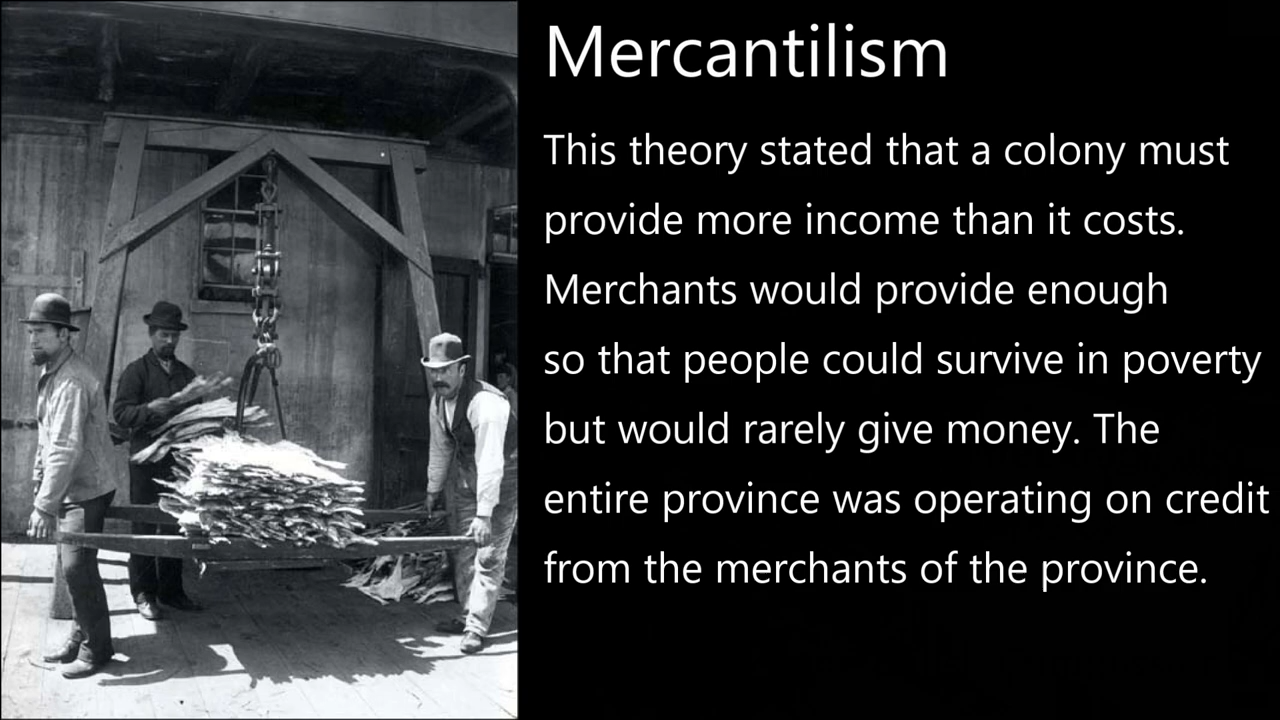 Mercantilism
This theory stated that a colony must
provide more income than it costs.
Merchants would provide enough
so that people could survive in poverty
but would rarely give money. The
entire province was operating on credit
from the merchants of the province.